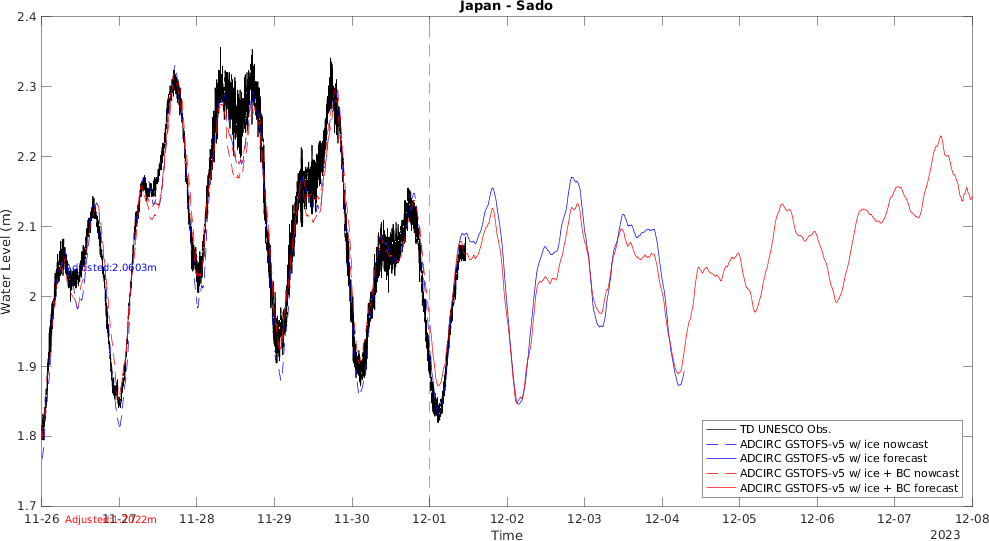 Japan - Sado
2.4
2.3
2.2
2.1
2
1.9
1.8
1.7
Water Level (m)
Adjusted:2.0603m
TD UNESCO Obs.
ADCIRC GSTOFS-v5 w/ ice nowcast
ADCIRC GSTOFS-v5 w/ ice forecast
ADCIRC GSTOFS-v5 w/ ice + BC nowcast
ADCIRC GSTOFS-v5 w/ ice + BC forecast
11-26 11-27 11-28 11-29 11-30 12-01 12-02 12-03 12-04 12-05 12-06 12-07 12-08
Time
2023